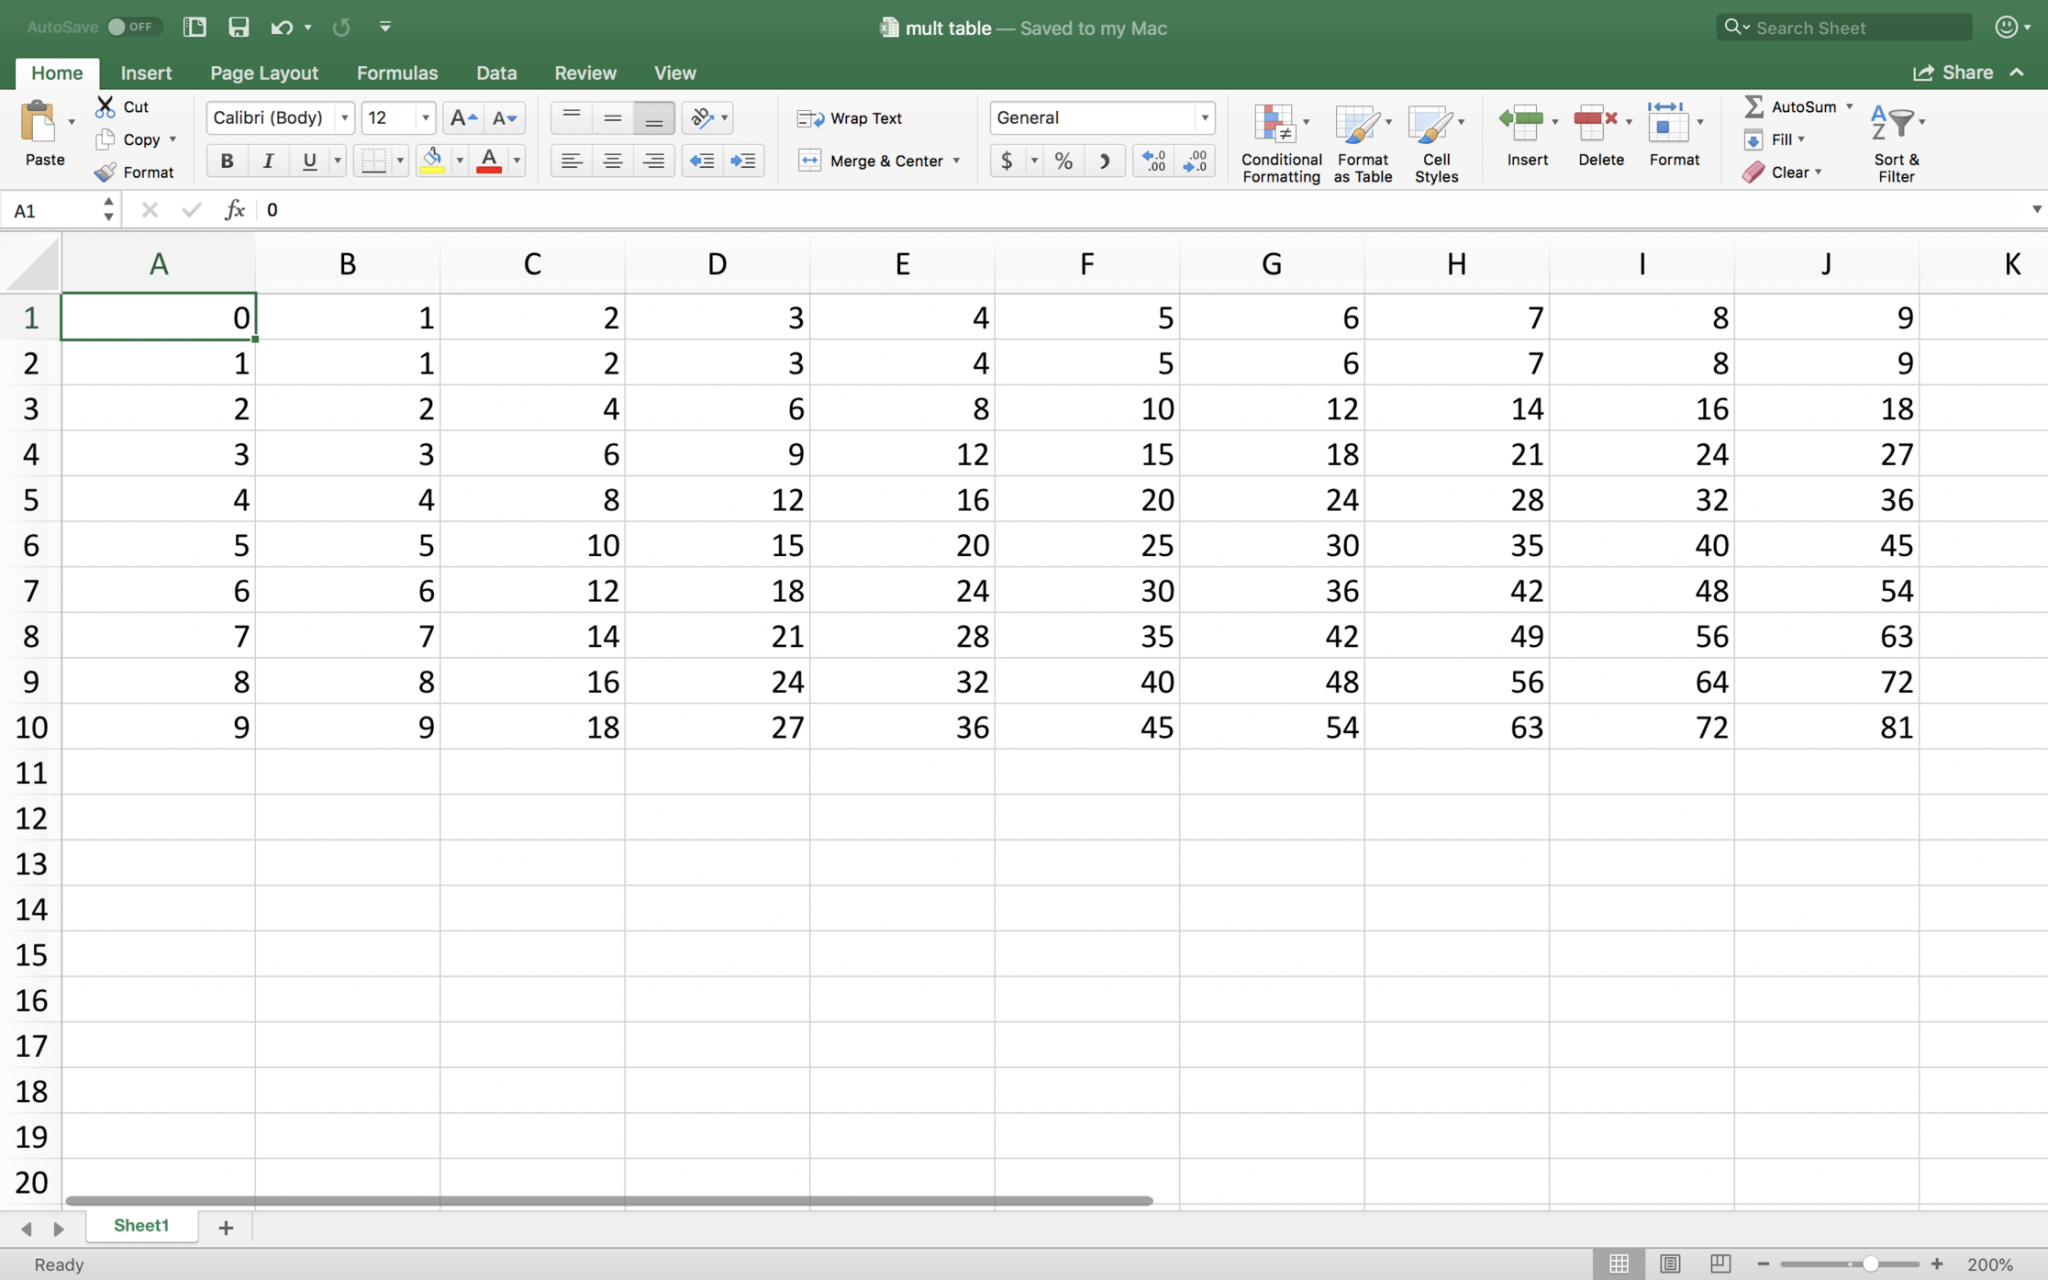 AutoSave OFF mult table — Saved to my Mac Search Sheet
Home Insert Page Layout Formulas Data Review View Share
Paste Cut Copy Format
Calibri (Body) 12 A A
B I U A
Wrap Text
Merge & Center
General
$ % ) .0 .00 .00 .0
Conditional Formatting
Format as Table
Cell Styles
Insert Delete Format
AutoSum
Fill
Clear
A Z
Sort & Filter
A1 fx 0
A B C D E F G H I J K
1 0 1 2 3 4 5 6 7 8 9
2 1 1 2 3 4 5 6 7 8 9
3 2 2 4 6 8 10 12 14 16 18
4 3 3 6 9 12 15 18 21 24 27
5 4 4 8 12 16 20 24 28 32 36
6 5 5 10 15 20 25 30 35 40 45
7 6 6 12 18 24 30 36 42 48 54
8 7 7 14 21 28 35 42 49 56 63
9 8 8 16 24 32 40 48 56 64 72
10 9 9 18 27 36 45 54 63 72 81
11
12
13
14
15
16
17
18
19
20
Sheet1 +
Ready 200%